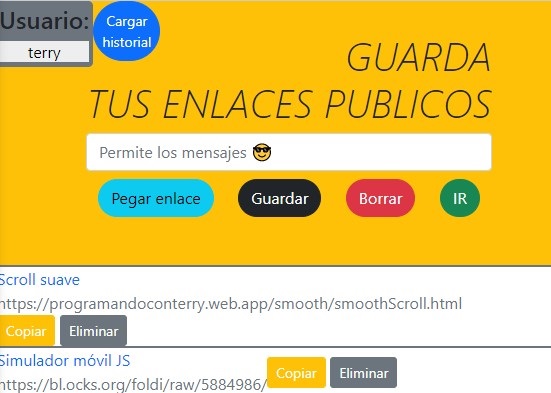 Usuario:
terry
Cargar
historial
GUARDA
TUS ENLACES PUBLICOS
Permite los mensajes 😎
Pegar enlace
Guardar
Borrar
IR
Scroll suave
https://programandoconterry.web.app/smooth/smoothScroll.html
Copiar
Eliminar
Simulador móvil JS
https://bl.ocks.org/foldi/raw/5884986/
Copiar
Eliminar